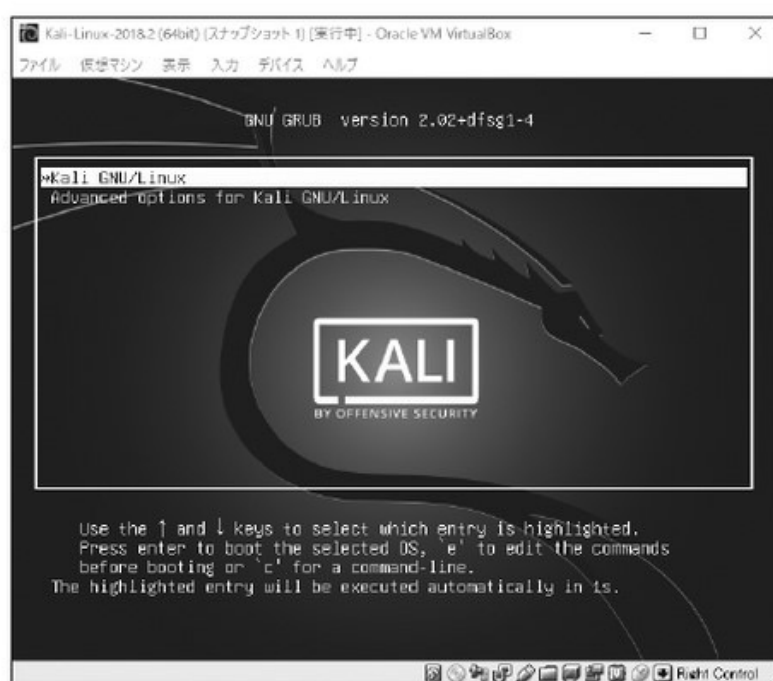 Kali-Linux-2018.2 (64bit) (スナップショット 1) [実行中] - Oracle VM VirtualBox
ファイル 仮想マシン 表示 入力 デバイス ヘルプ
GNU GRUB version 2.02+dfsg1-4
*Kali GNU/Linux
Advanced options for Kali GNU/Linux
KALI
BY OFFENSIVE SECURITY
Use the ↑ and ↓ keys to select which entry is highlighted.
Press enter to boot the selected OS, `e' to edit the commands
before booting or `c' for a command-line.
The highlighted entry will be executed automatically in 1s.
Right Control